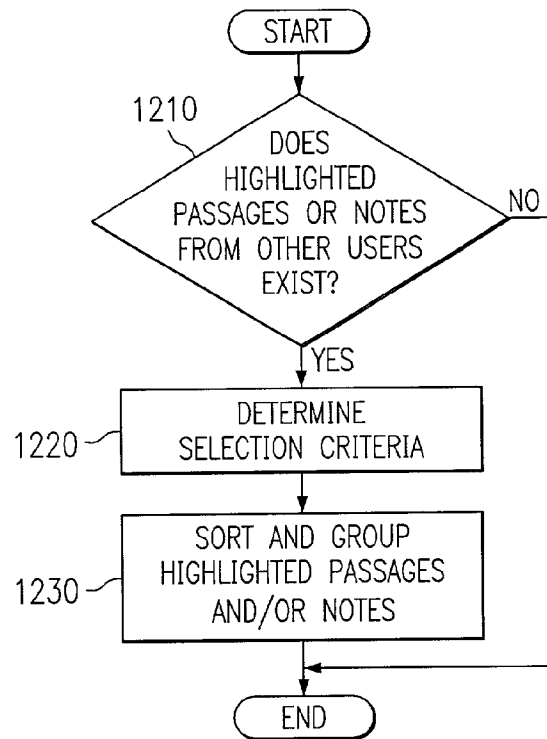 START
1210
DOES
HIGHLIGHTED
PASSAGES OR NOTES
FROM OTHER USERS
EXIST?
NO
YES
1220
DETERMINE
SELECTION CRITERIA
1230
SORT AND GROUP
HIGHLIGHTED PASSAGES
AND/OR NOTES
END